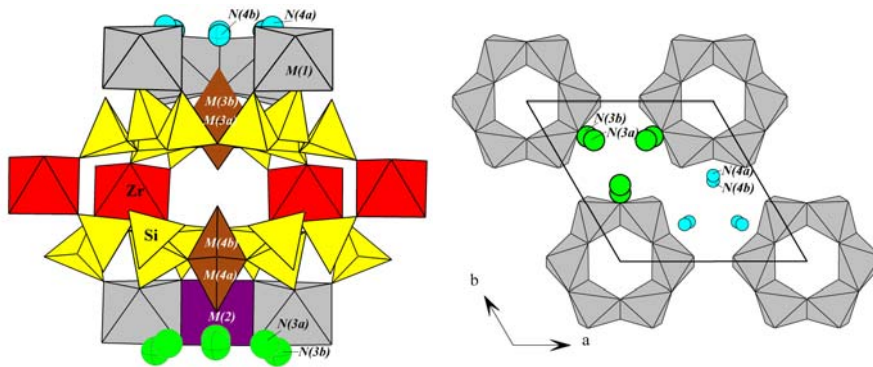 N(4b)
N(4a)
M(1)
M(3b)
M(3a)
Zr
Si
M(4b)
M(4a)
M(2)
N(3a)
N(3b)
N(3b)
N(3a)
N(4a)
N(4b)
b
a